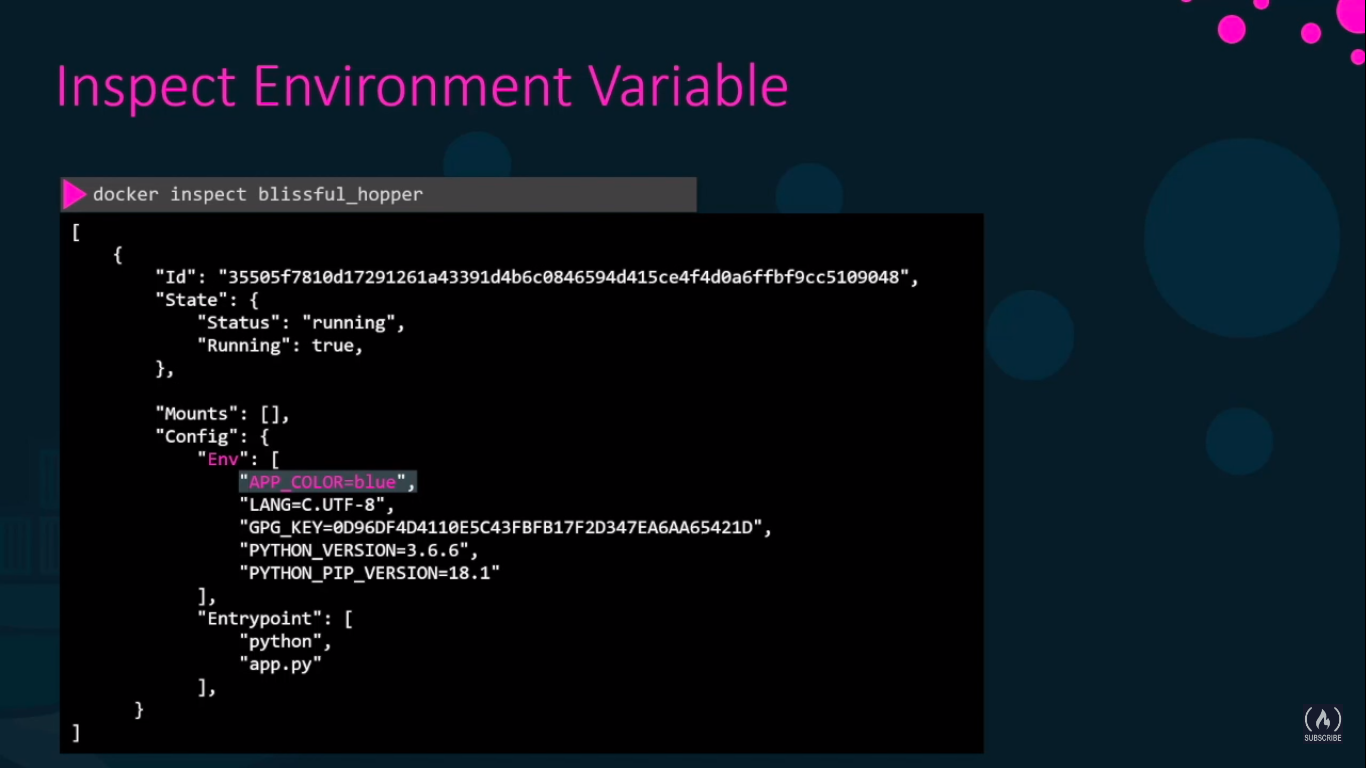 Inspect Environment Variable
docker inspect blissful_hopper
[
{
"Id": "35505f7810d17291261a43391d4b6c0846594d415ce4f4d0a6ffbf9cc5109048",
"State": {
"Status": "running",
"Running": true,
},
"Mounts": [],
"Config": {
"Env": [
"APP_COLOR=blue",
"LANG=C.UTF-8",
"GPG_KEY=0D96DF4D4110E5C43FBFB17F2D347EA6AA65421D",
"PYTHON_VERSION=3.6.6",
"PYTHON_PIP_VERSION=18.1"
],
"Entrypoint": [
"python",
"app.py"
],
}
]
SUBSCRIBE